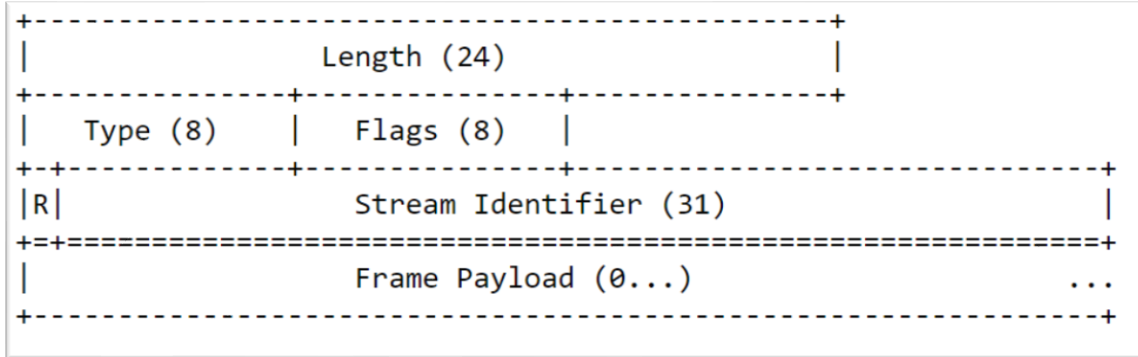 +-----------------------------------------------+
|                 Length (24)                   |
+---------------+---------------+---------------+
|   Type (8)    |   Flags (8)   |
+-+-------------+---------------+-------------------------------+
|R|                 Stream Identifier (31)                      |
+=+=============================================================+
|                   Frame Payload (0...)                      ...
+---------------------------------------------------------------+